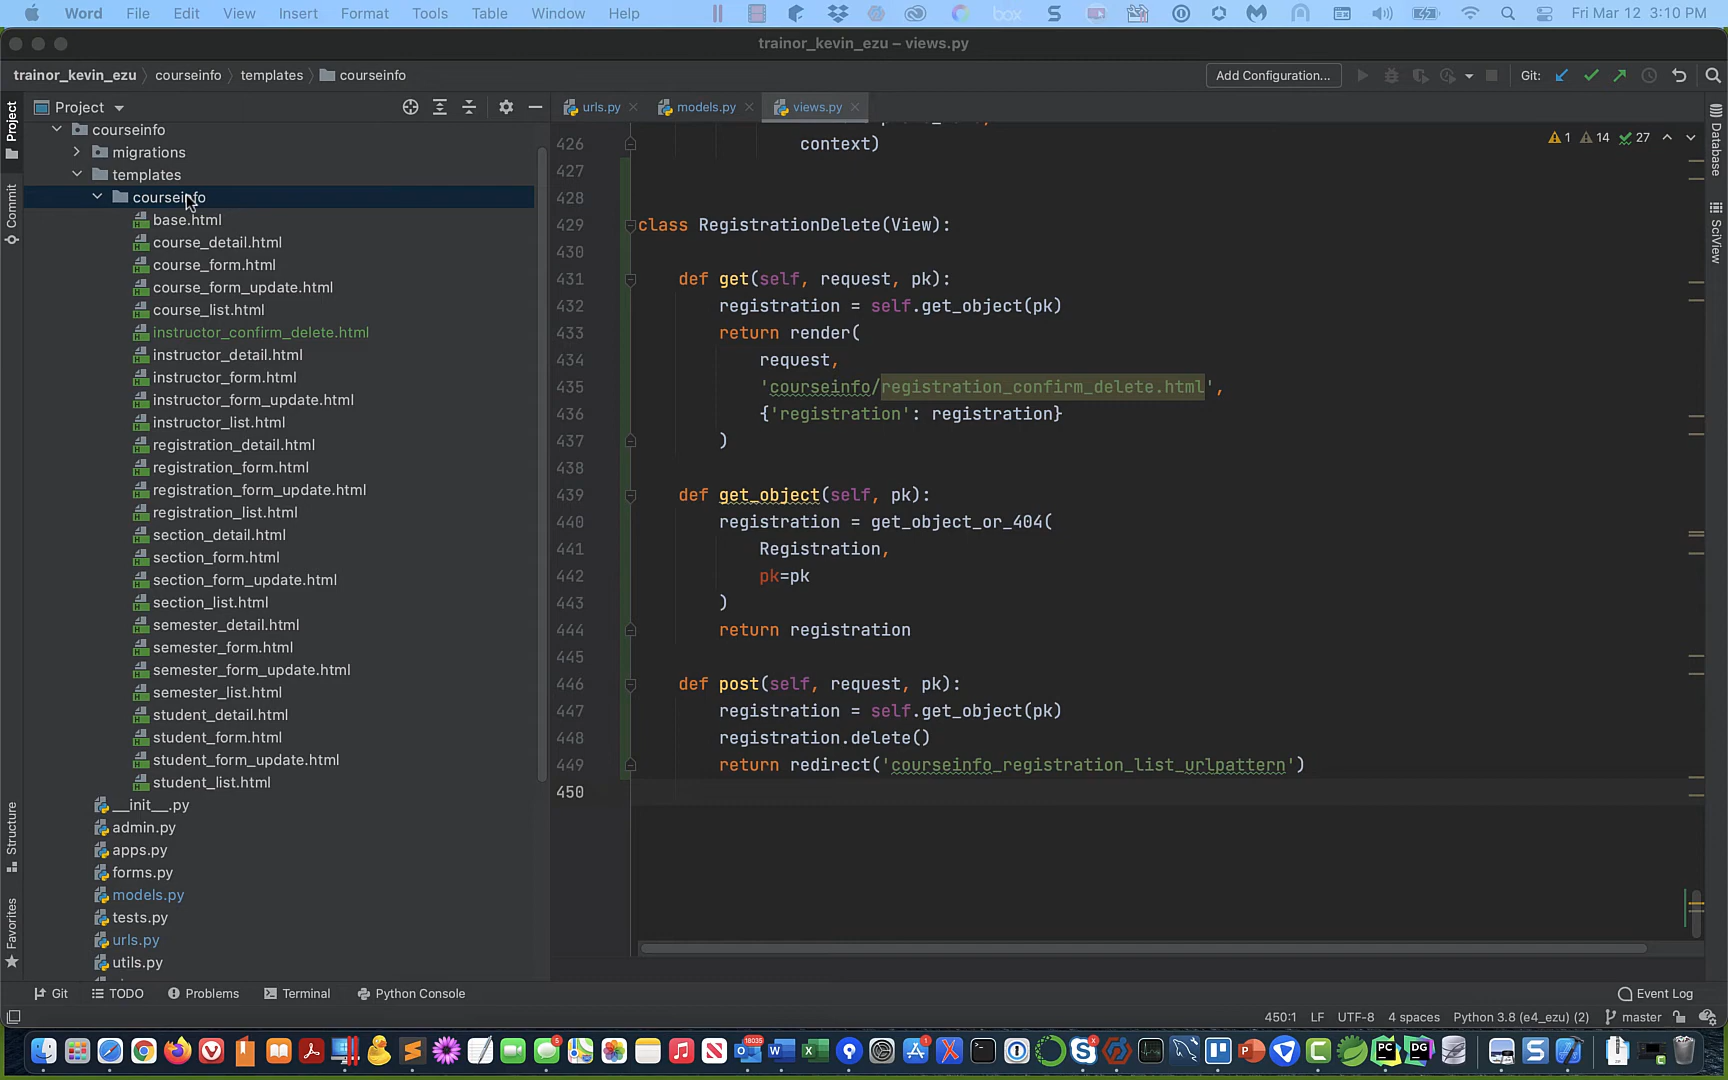 Word File Edit View Insert Format Tools Table Window Help box Fri Mar 12 3:10 PM
trainor_kevin_ezu – views.py
trainor_kevin_ezu courseinfo templates courseinfo Add Configuration... Git:
Project urls.py models.py views.py
Project
Commit
Structure
Favorites
Database
SciView
courseinfo
migrations
templates
courseinfo
base.html
course_detail.html
course_form.html
course_form_update.html
course_list.html
instructor_confirm_delete.html
instructor_detail.html
instructor_form.html
instructor_form_update.html
instructor_list.html
registration_detail.html
registration_form.html
registration_form_update.html
registration_list.html
section_detail.html
section_form.html
section_form_update.html
section_list.html
semester_detail.html
semester_form.html
semester_form_update.html
semester_list.html
student_detail.html
student_form.html
student_form_update.html
student_list.html
__init__.py
admin.py
apps.py
forms.py
models.py
tests.py
urls.py
utils.py
1 14 27
426 context)
427
428
429 class RegistrationDelete(View):
430
431 def get(self, request, pk):
432 registration = self.get_object(pk)
433 return render(
434 request,
435 'courseinfo/registration_confirm_delete.html',
436 {'registration': registration}
437 )
438
439 def get_object(self, pk):
440 registration = get_object_or_404(
441 Registration,
442 pk=pk
443 )
444 return registration
445
446 def post(self, request, pk):
447 registration = self.get_object(pk)
448 registration.delete()
449 return redirect('courseinfo_registration_list_urlpattern')
450
Git TODO Problems Terminal Python Console Event Log
450:1 LF UTF-8 4 spaces Python 3.8 (e4_ezu) (2) master